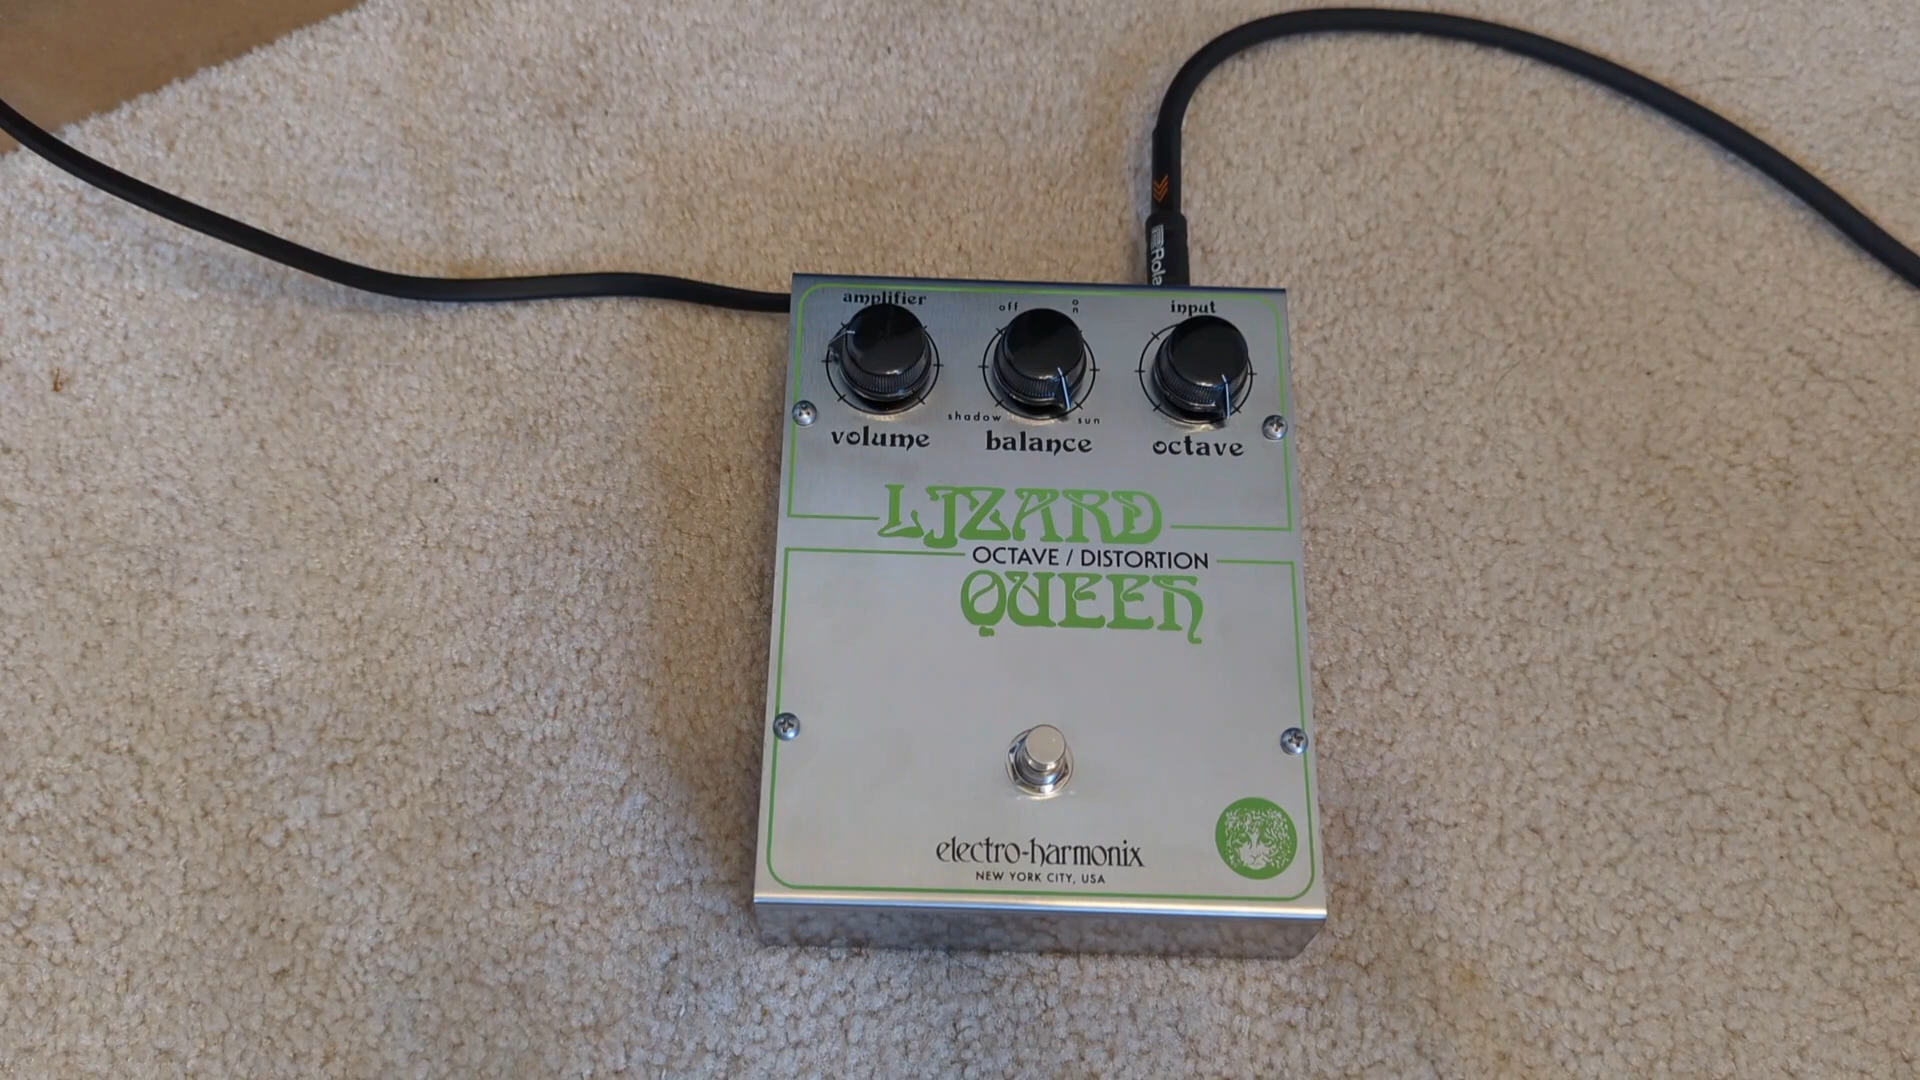 Rola
amplifier
off
on
input
shadow
sun
volume
balance
octave
LIZARD
OCTAVE / DISTORTION
QUEEN
electro-harmonix
NEW YORK CITY, USA